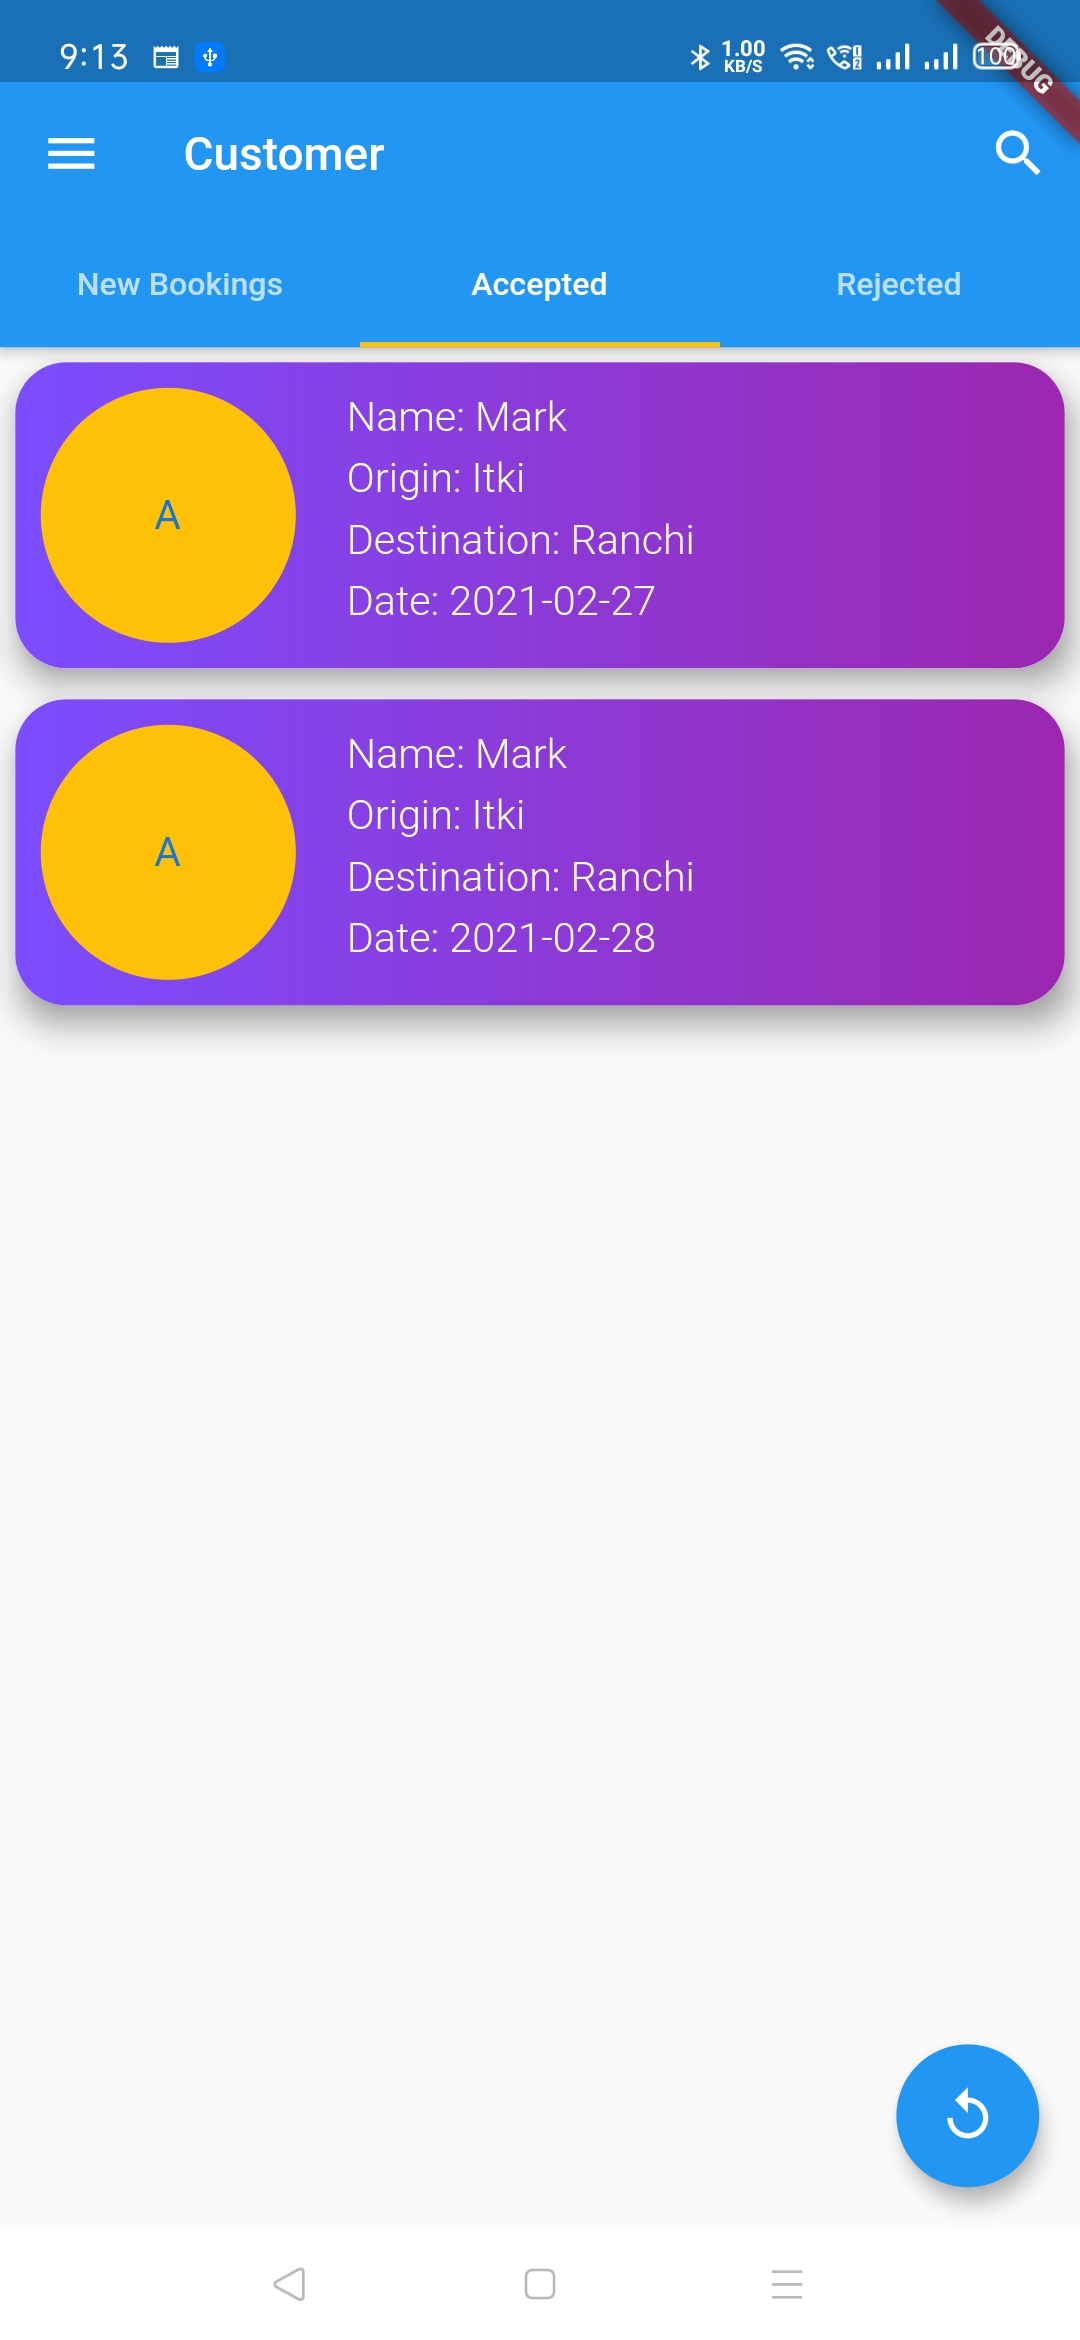 9:13
1.00
KB/S
100
DEBUG
Customer
New Bookings
Accepted
Rejected
A
Name: Mark
Origin: Itki
Destination: Ranchi
Date: 2021-02-27
A
Name: Mark
Origin: Itki
Destination: Ranchi
Date: 2021-02-28